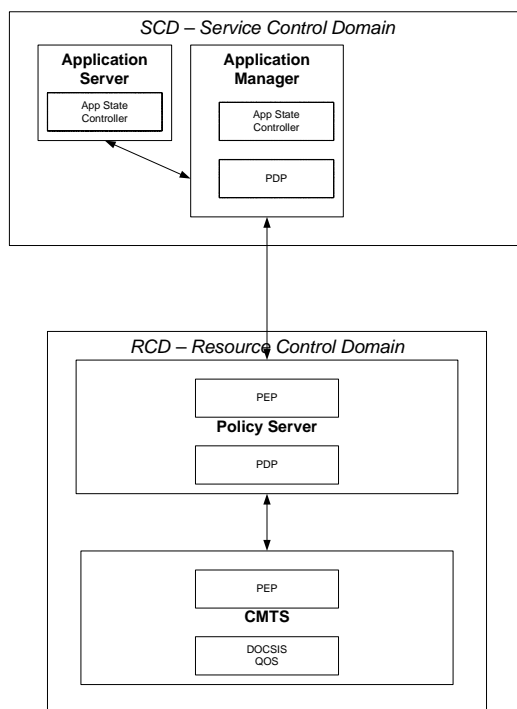 SCD – Service Control Domain
Application
Server
App State
Controller
Application
Manager
App State
Controller
PDP
RCD – Resource Control Domain
PEP
Policy Server
PDP
PEP
CMTS
DOCSIS
QOS